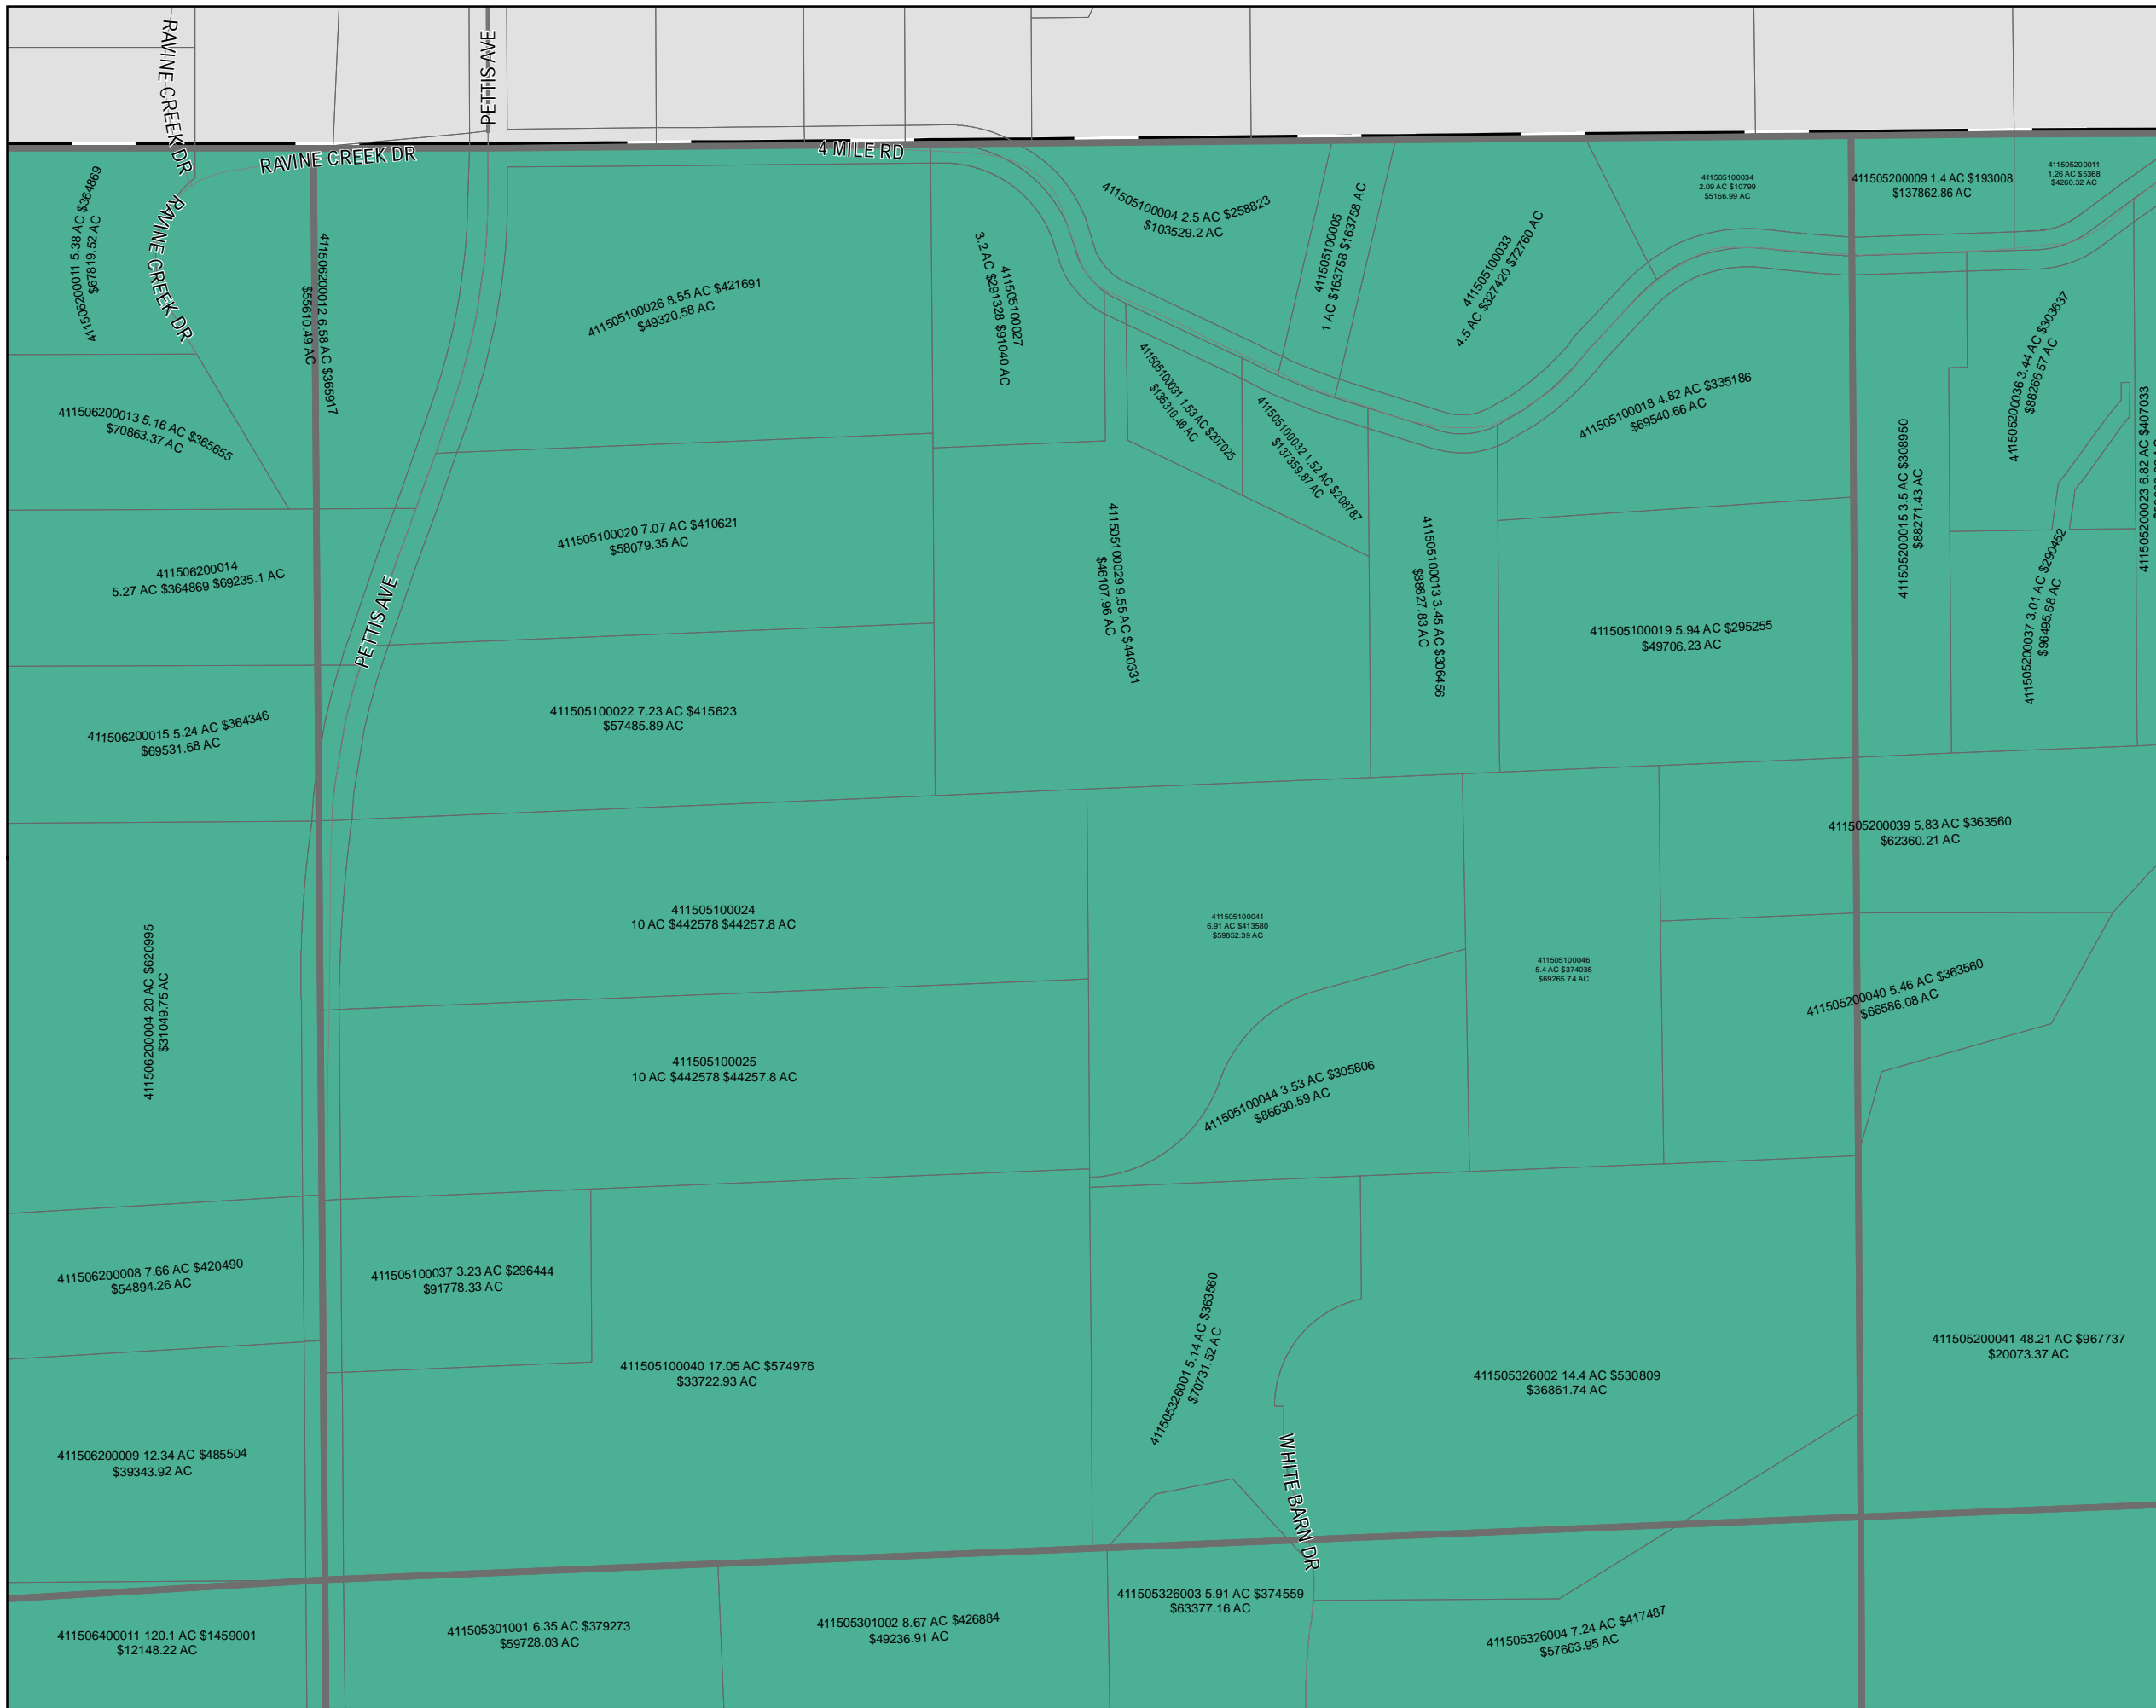 RAVINE CREEK DR
PETTIS AVE
RAVINE CREEK DR
4 MILE RD
RAVINE CREEK DR
411506200011 5.38 AC $364869
$67819.52 AC
411506200012 6.58 AC $365917
$55610.49 AC
411505100026 8.55 AC $421691
$49320.58 AC
411505100027
3.2 AC $291328 $91040 AC
411505100004 2.5 AC $258823
$103529.2 AC
411505100005
1 AC $163758 $163758 AC
411505100033
4.5 AC $327420 $72760 AC
411505100034
2.09 AC $10799
$5166.99 AC
411505200009 1.4 AC $193008
$137862.86 AC
411505200011
1.26 AC $5368
$4260.32 AC
411506200013 5.16 AC $365655
$70863.37 AC
411505100031 1.53 AC $207025
$135310.46 AC
411505100032 1.52 AC $208787
$137359.87 AC
411505100018 4.82 AC $335186
$69540.66 AC
411505200036 3.44 AC $303637
$88266.57 AC
411505200015 3.5 AC $308950
$88271.43 AC
411505200023 6.82 AC $407033
411506200014
5.27 AC $364869 $69235.1 AC
PETTIS AVE
411505100020 7.07 AC $410621
$58079.35 AC
411505100029 9.55 AC $440331
$46107.96 AC
411505100013 3.45 AC $306456
$88827.83 AC
411505100019 5.94 AC $295255
$49706.23 AC
411505200037 3.01 AC $290452
$96495.68 AC
411506200015 5.24 AC $364346
$69531.68 AC
411505100022 7.23 AC $415623
$57485.89 AC
411505200039 5.83 AC $363560
$62360.21 AC
411506200004 20 AC $620995
$31049.75 AC
411505100024
10 AC $442578 $44257.8 AC
411505100041
6.91 AC $413580
$59852.39 AC
411505100046
5.4 AC $374035
$69265.74 AC
411505200040 5.46 AC $363560
$66586.08 AC
411505100025
10 AC $442578 $44257.8 AC
411505100044 3.53 AC $305806
$86630.59 AC
411506200008 7.66 AC $420490
$54894.26 AC
411505100037 3.23 AC $296444
$91778.33 AC
411505100040 17.05 AC $574976
$33722.93 AC
411505326001 5.14 AC $363560
$70731.52 AC
411505326002 14.4 AC $530809
$36861.74 AC
411505200041 48.21 AC $967737
$20073.37 AC
411506200009 12.34 AC $485504
$39343.92 AC
WHITE BARN DR
411506400011 120.1 AC $1459001
$12148.22 AC
411505301001 6.35 AC $379273
$59728.03 AC
411505301002 8.67 AC $426884
$49236.91 AC
411505326003 5.91 AC $374559
$63377.16 AC
411505326004 7.24 AC $417487
$57663.95 AC